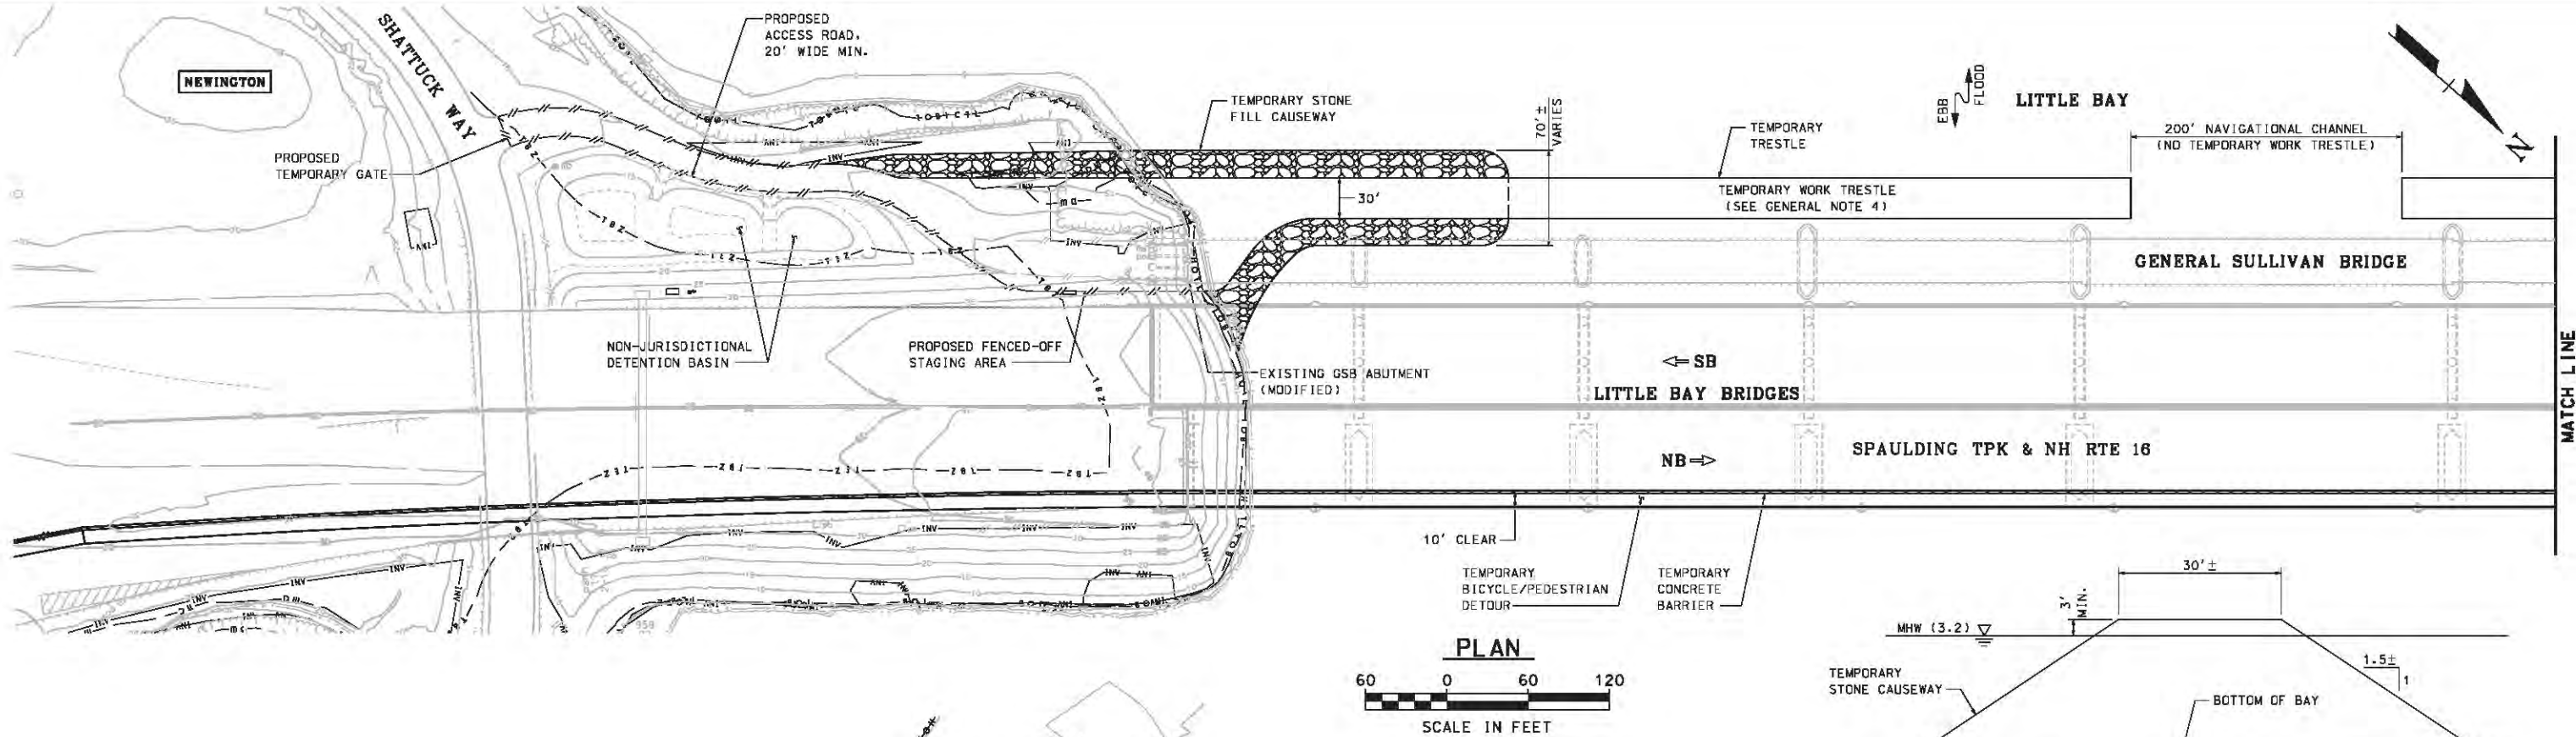 PROPOSED
ACCESS ROAD,
20' WIDE MIN.
SHATTUCK WAY
NEWINGTON
PROPOSED
TEMPORARY GATE
TEMPORARY STONE
FILL CAUSEWAY
70'±
VARIES
TEMPORARY
TRESTLE
EBB
FLOOD
LITTLE BAY
200' NAVIGATIONAL CHANNEL
(NO TEMPORARY WORK TRESTLE)
N
30'
TEMPORARY WORK TRESTLE
(SEE GENERAL NOTE 4)
GENERAL SULLIVAN BRIDGE
NON-JURISDICTIONAL
DETENTION BASIN
PROPOSED FENCED-OFF
STAGING AREA
EXISTING GSB ABUTMENT
(MODIFIED)
SB
LITTLE BAY BRIDGES
MATCH LINE
NB
SPAULDING TPK & NH RTE 16
10' CLEAR
TEMPORARY
BICYCLE/PEDESTRIAN
DETOUR
TEMPORARY
CONCRETE
BARRIER
30'±
3'
MIN.
MHW (3.2)
1.5±
1
TEMPORARY
STONE CAUSEWAY
BOTTOM OF BAY
PLAN
60 0 60 120
SCALE IN FEET